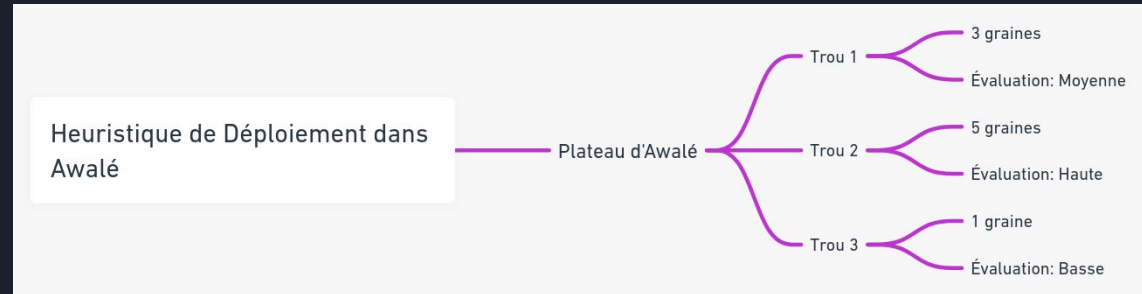 Heuristique de Déploiement dans
Awalé
Plateau d'Awalé
Trou 1
3 graines
Évaluation: Moyenne
Trou 2
5 graines
Évaluation: Haute
Trou 3
1 graine
Évaluation: Basse